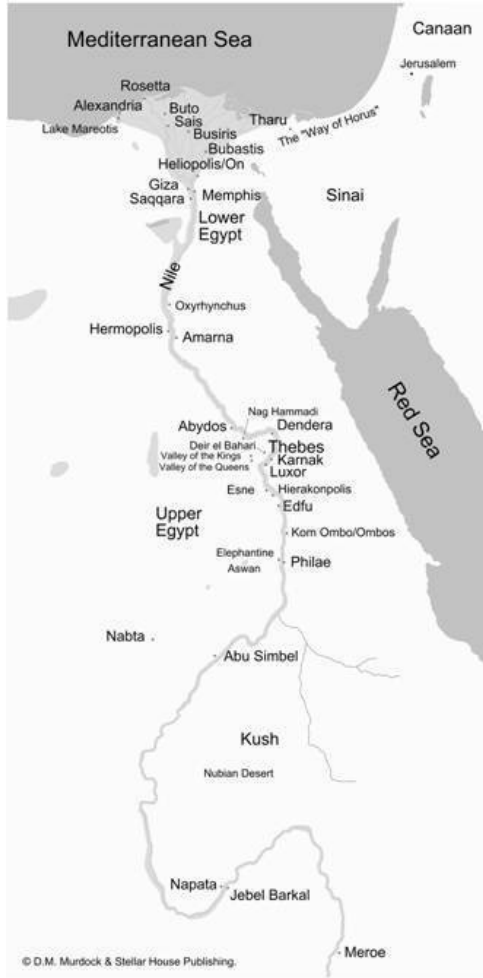 Mediterranean Sea
Canaan
Jerusalem
Rosetta
Alexandria
Buto
Lake Mareotis
Sais
Tharu
The "Way of Horus"
Busiris
Bubastis
Heliopolis/On
Giza
Memphis
Saqqara
Sinai
Lower
Egypt
Nile
Oxyrhynchus
Hermopolis
Amarna
Red Sea
Nag Hammadi
Abydos
Dendera
Deir el Bahari
Thebes
Valley of the Kings
Karnak
Valley of the Queens
Luxor
Esne
Hierakonpolis
Edfu
Upper
Egypt
Kom Ombo/Ombos
Elephantine
Aswan
Philae
Nabta
Abu Simbel
Kush
Nubian Desert
Napata
Jebel Barkal
Meroe
© D.M. Murdock & Stellar House Publishing.